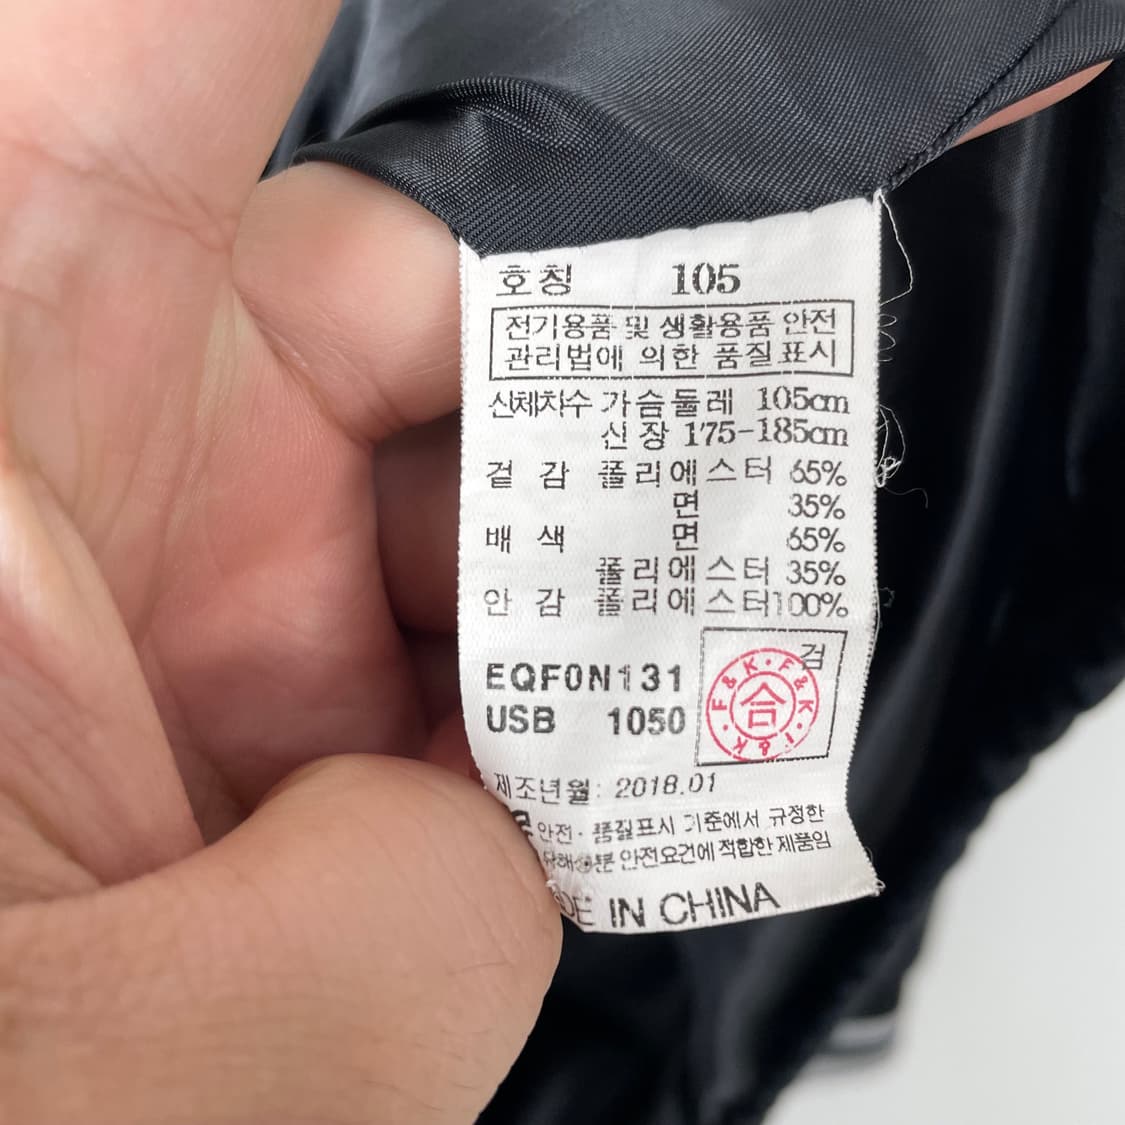 호칭 105
전기용품 및 생활용품 안전
관리법에 의한 품질표시
신체치수 가슴둘레 105cm
신장 175-185cm
겉감 폴리에스터 65%
면 35%
배색 면 65%
폴리에스터 35%
안감 폴리에스터 100%
검
EQF0N131
USB 1050
F&K·F&K·F&K·F&K
合
제조년월: 2018.01
안전·품질표시 기준에서 규정한
안전요건에 적합한 제품임
IN CHINA